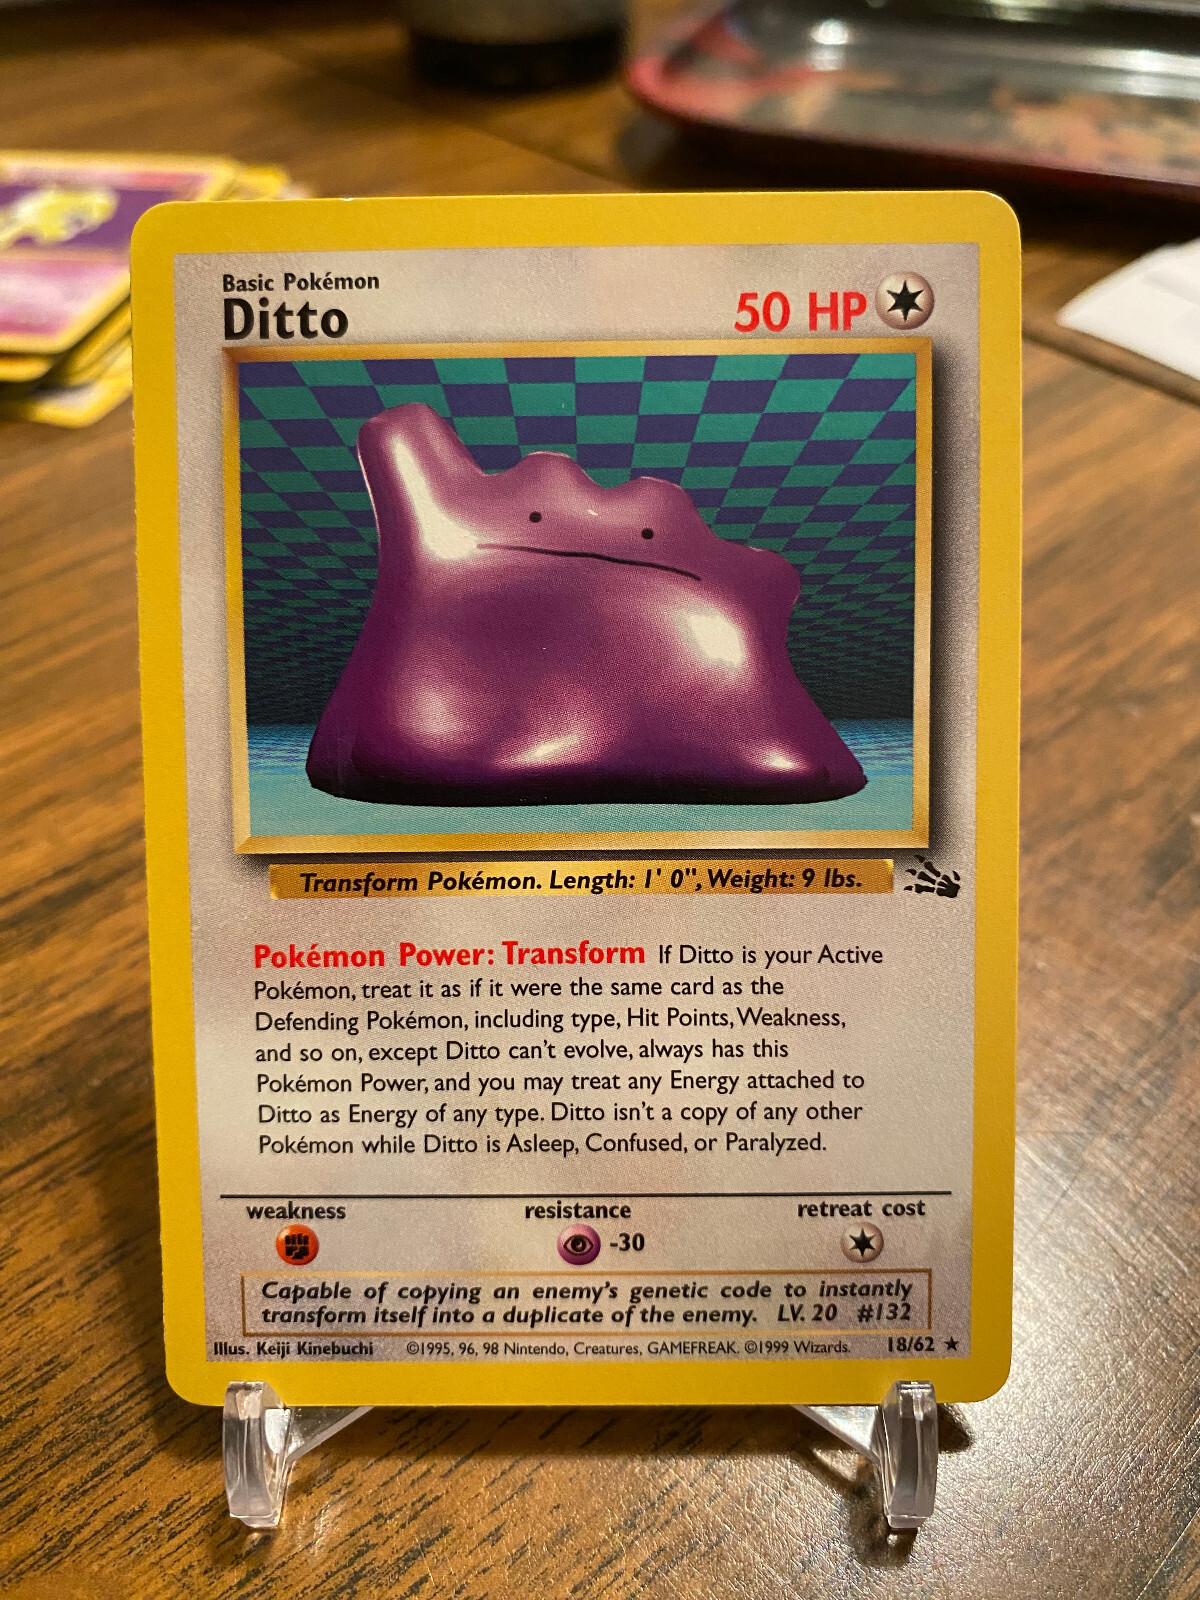 Basic Pokémon
Ditto
50 HP
Transform Pokémon. Length: 1' 0", Weight: 9 lbs.
Pokémon Power: Transform If Ditto is your Active
Pokémon, treat it as if it were the same card as the
Defending Pokémon, including type, Hit Points, Weakness,
and so on, except Ditto can't evolve, always has this
Pokémon Power, and you may treat any Energy attached to
Ditto as Energy of any type. Ditto isn't a copy of any other
Pokémon while Ditto is Asleep, Confused, or Paralyzed.
weakness resistance retreat cost
-30
Capable of copying an enemy's genetic code to instantly
transform itself into a duplicate of the enemy. LV. 20 #132
Illus. Keiji Kinebuchi ©1995, 96, 98 Nintendo, Creatures, GAMEFREAK. ©1999 Wizards. 18/62 ★